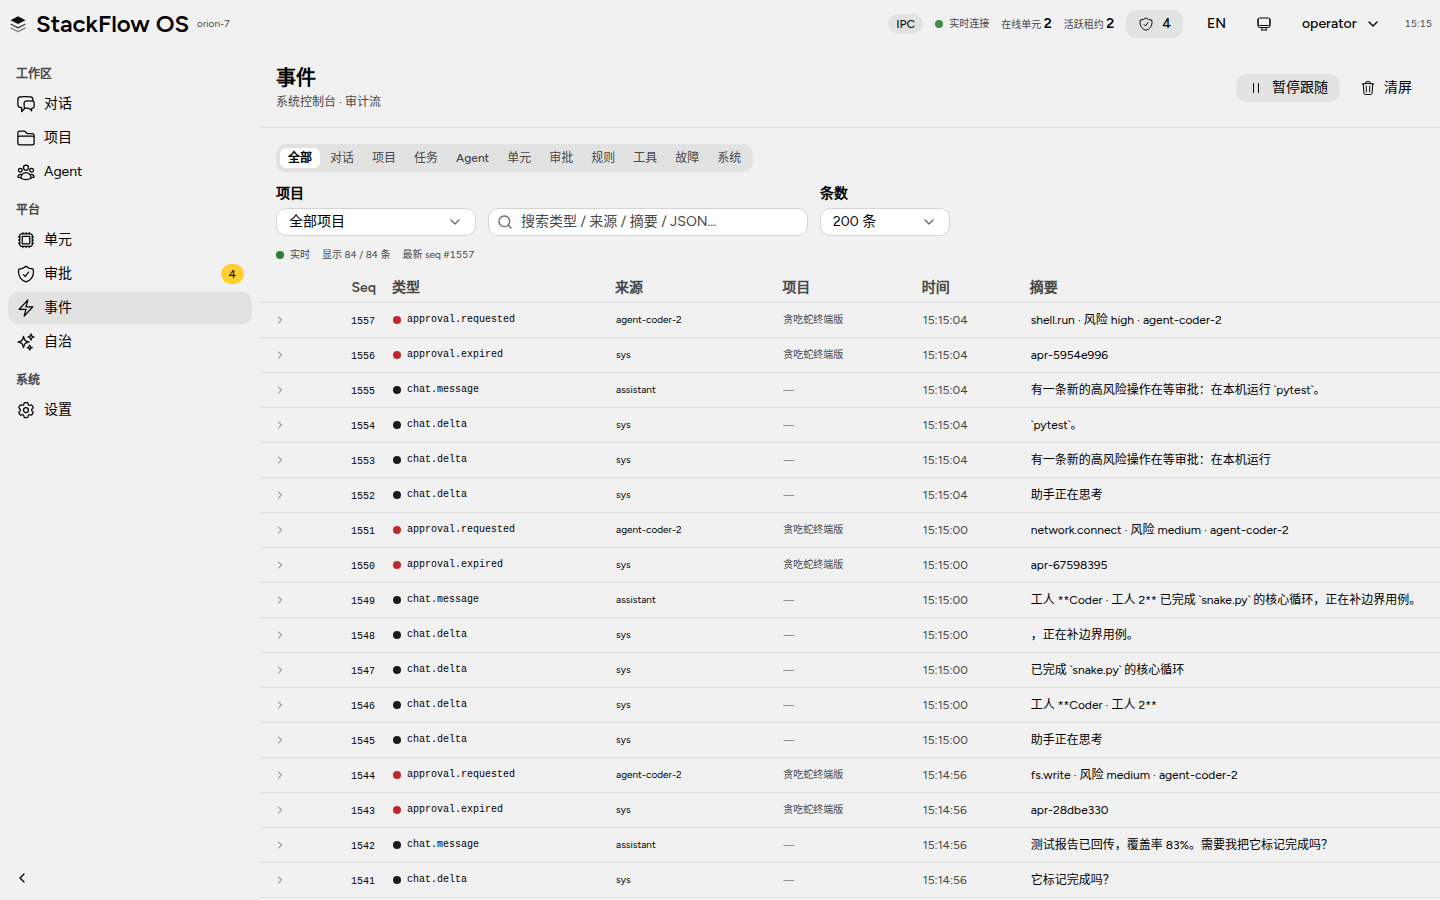 StackFlow OS orion-7
IPC 实时连接 在线单元 2 活跃租约 2 4 EN operator 15:15
工作区
对话
项目
Agent
平台
单元
审批 4
事件
自治
系统
设置
事件
系统控制台 · 审计流
暂停跟随 清屏
全部 对话 项目 任务 Agent 单元 审批 规则 工具 故障 系统
项目 条数
全部项目 搜索类型 / 来源 / 摘要 / JSON... 200 条
实时 显示 84 / 84 条 最新 seq #1557
Seq 类型 来源 项目 时间 摘要
1557 approval.requested agent-coder-2 贪吃蛇终端版 15:15:04 shell.run · 风险 high · agent-coder-2
1556 approval.expired sys 贪吃蛇终端版 15:15:04 apr-5954e996
1555 chat.message assistant — 15:15:04 有一条新的高风险操作在等审批：在本机运行 `pytest`。
1554 chat.delta sys — 15:15:04 `pytest`。
1553 chat.delta sys — 15:15:04 有一条新的高风险操作在等审批：在本机运行
1552 chat.delta sys — 15:15:04 助手正在思考
1551 approval.requested agent-coder-2 贪吃蛇终端版 15:15:00 network.connect · 风险 medium · agent-coder-2
1550 approval.expired sys 贪吃蛇终端版 15:15:00 apr-67598395
1549 chat.message assistant — 15:15:00 工人 **Coder · 工人 2** 已完成 `snake.py` 的核心循环，正在补边界用例。
1548 chat.delta sys — 15:15:00 ，正在补边界用例。
1547 chat.delta sys — 15:15:00 已完成 `snake.py` 的核心循环
1546 chat.delta sys — 15:15:00 工人 **Coder · 工人 2**
1545 chat.delta sys — 15:15:00 助手正在思考
1544 approval.requested agent-coder-2 贪吃蛇终端版 15:14:56 fs.write · 风险 medium · agent-coder-2
1543 approval.expired sys 贪吃蛇终端版 15:14:56 apr-28dbe330
1542 chat.message assistant — 15:14:56 测试报告已回传，覆盖率 83%。需要我把它标记完成吗？
1541 chat.delta sys — 15:14:56 它标记完成吗？